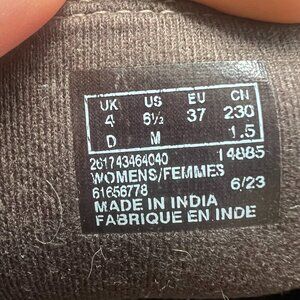 UK US EU CN
4 6½ 37 230
D M 1.5
261743464040 14885
WOMENS/FEMMES
61656778 6/23
MADE IN INDIA
FABRIQUE EN INDE